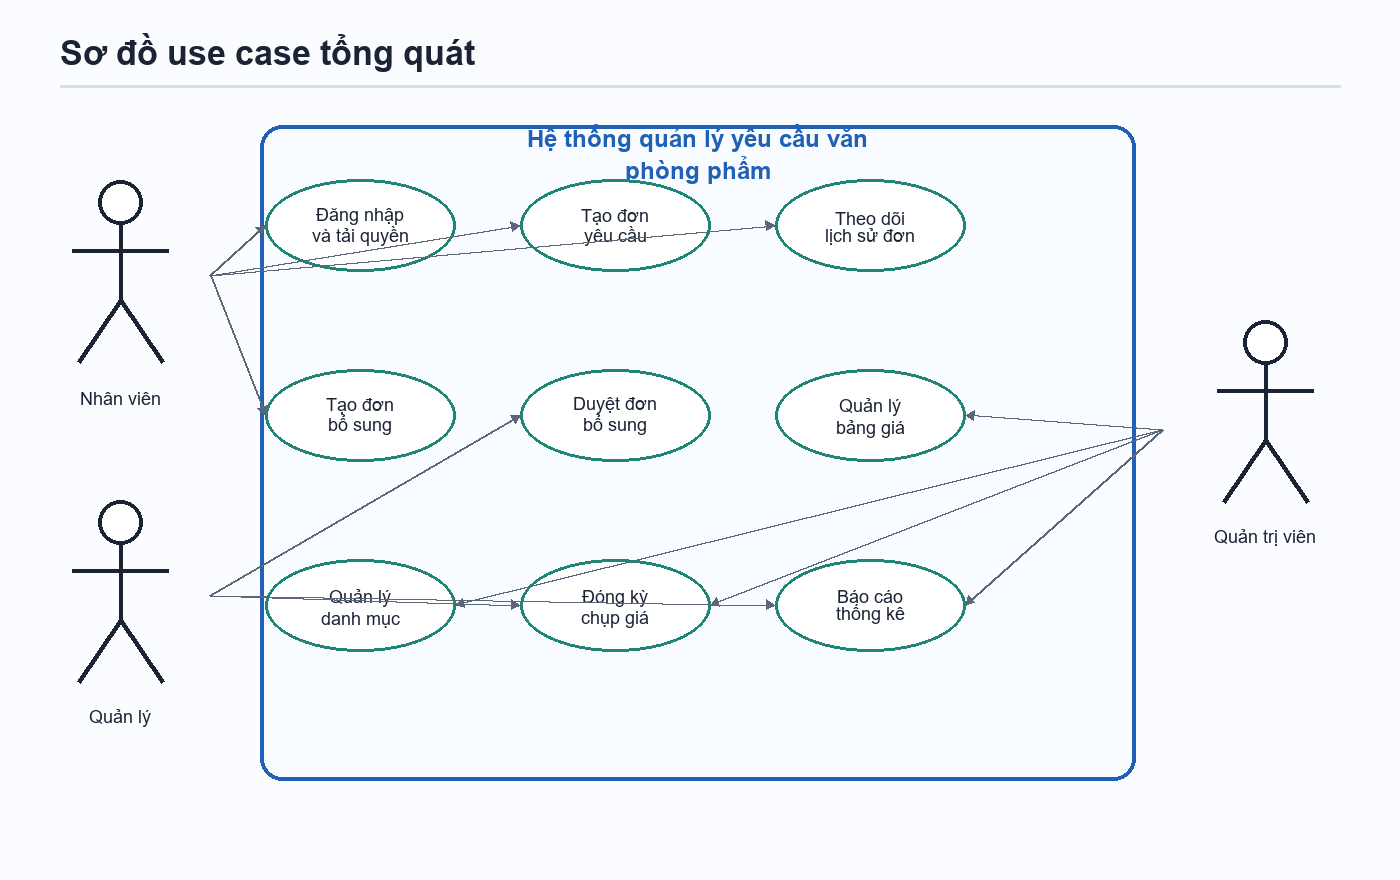 Sơ đồ use case tổng quát
Hệ thống quản lý yêu cầu văn
phòng phẩm
Đăng nhập
và tải quyền
Tạo đơn
yêu cầu
Theo dõi
lịch sử đơn
Nhân viên
Tạo đơn
bổ sung
Duyệt đơn
bổ sung
Quản lý
bảng giá
Quản trị viên
Quản lý
danh mục
Đóng kỳ
chụp giá
Báo cáo
thống kê
Quản lý